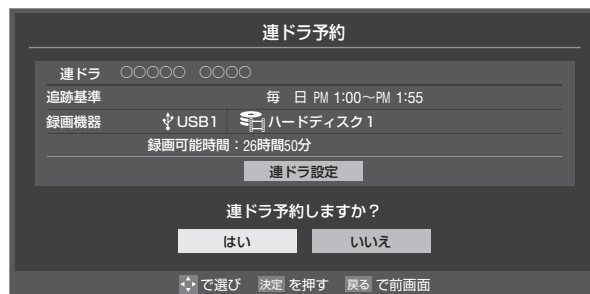 連ドラ予約
連ドラ ○○○○○ ○○○○
追跡基準 毎 日 PM 1:00～PM 1:55
録画機器 USB1 ハードディスク1
録画可能時間：26時間50分
連ドラ設定
連ドラ予約しますか？
はい いいえ
で選び 決定 を押す 戻る で前画面